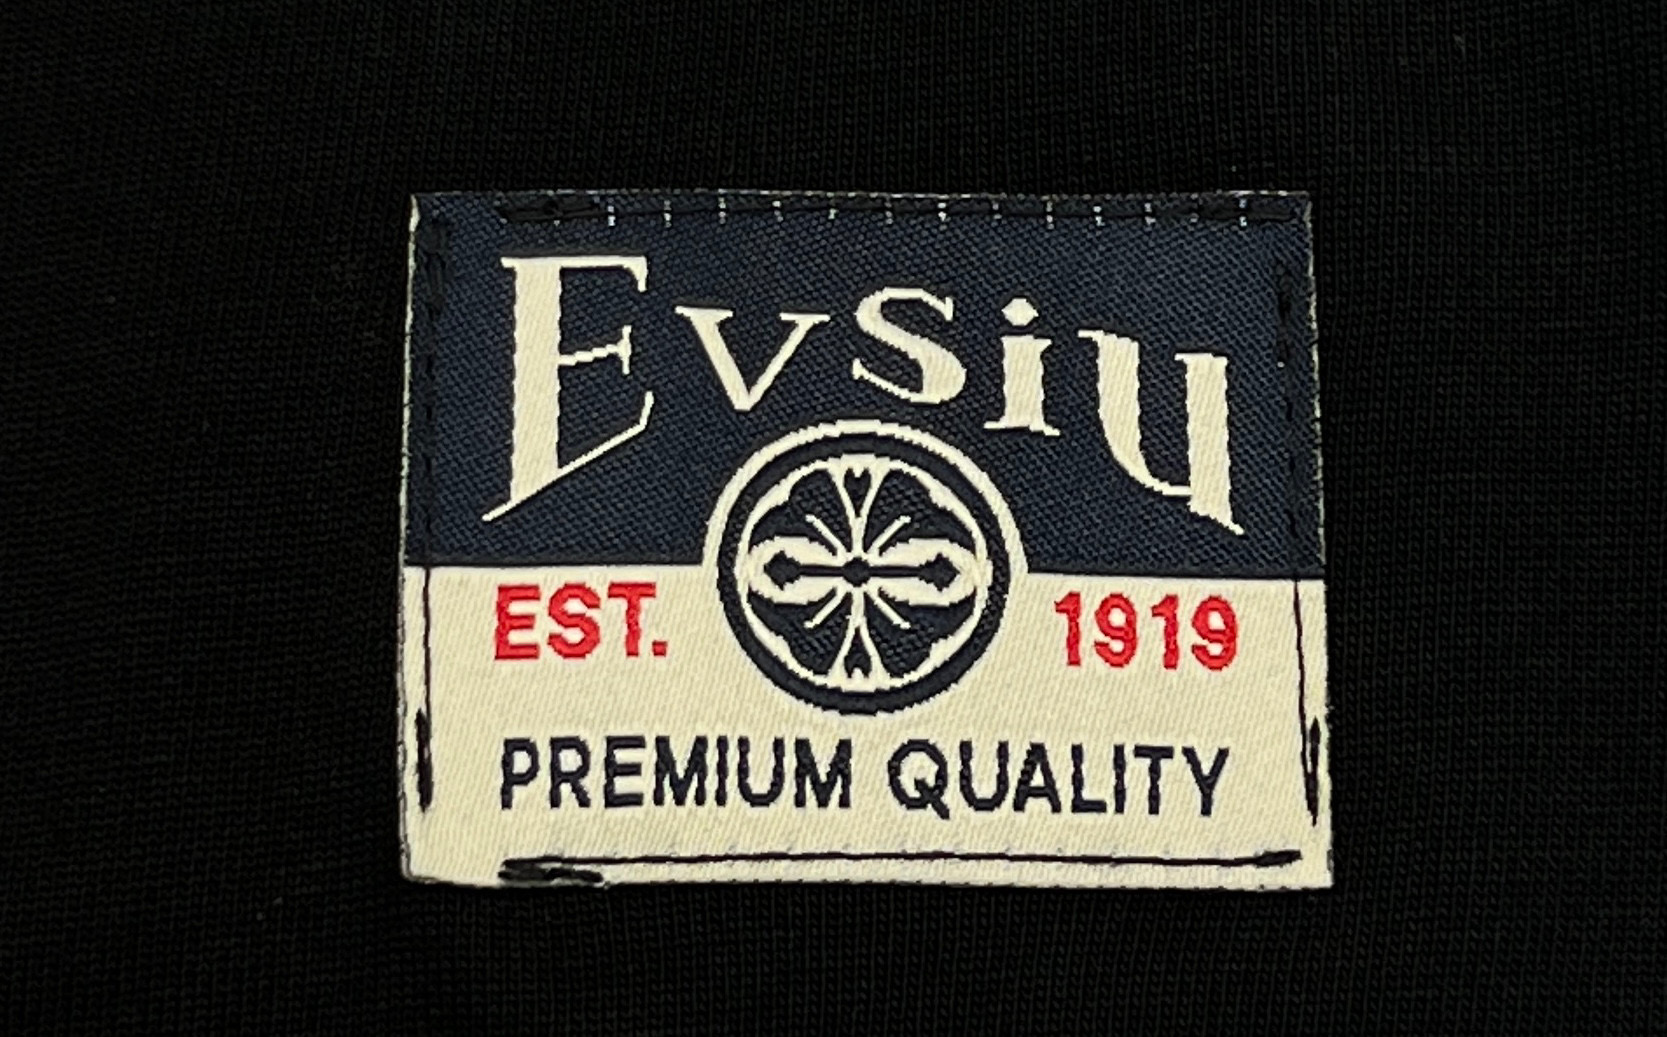 Evsiu
EST. 1919
PREMIUM QUALITY